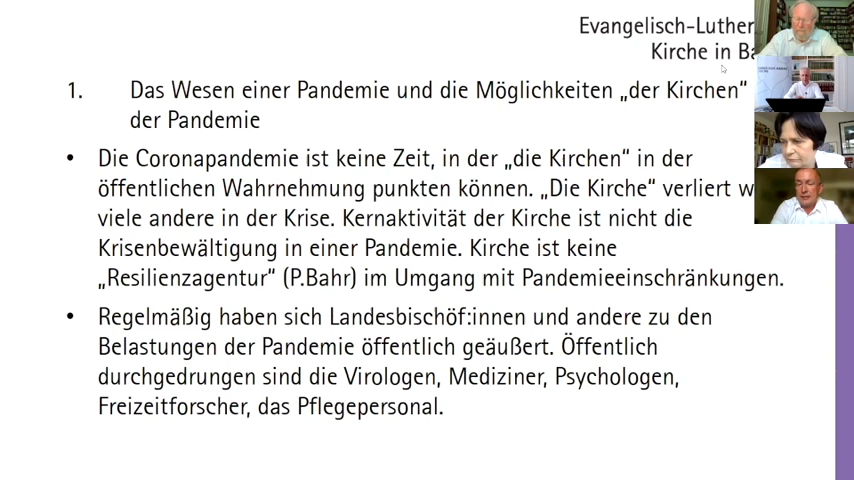 Evangelisch-Luther
Kirche in Ba
1. Das Wesen einer Pandemie und die Möglichkeiten „der Kirchen“
der Pandemie
• Die Coronapandemie ist keine Zeit, in der „die Kirchen“ in der
öffentlichen Wahrnehmung punkten können. „Die Kirche“ verliert w
viele andere in der Krise. Kernaktivität der Kirche ist nicht die
Krisenbewältigung in einer Pandemie. Kirche ist keine
„Resilienzagentur“ (P.Bahr) im Umgang mit Pandemieeinschränkungen.
• Regelmäßig haben sich Landesbischöf:innen und andere zu den
Belastungen der Pandemie öffentlich geäußert. Öffentlich
durchgedrungen sind die Virologen, Mediziner, Psychologen,
Freizeitforscher, das Pflegepersonal.